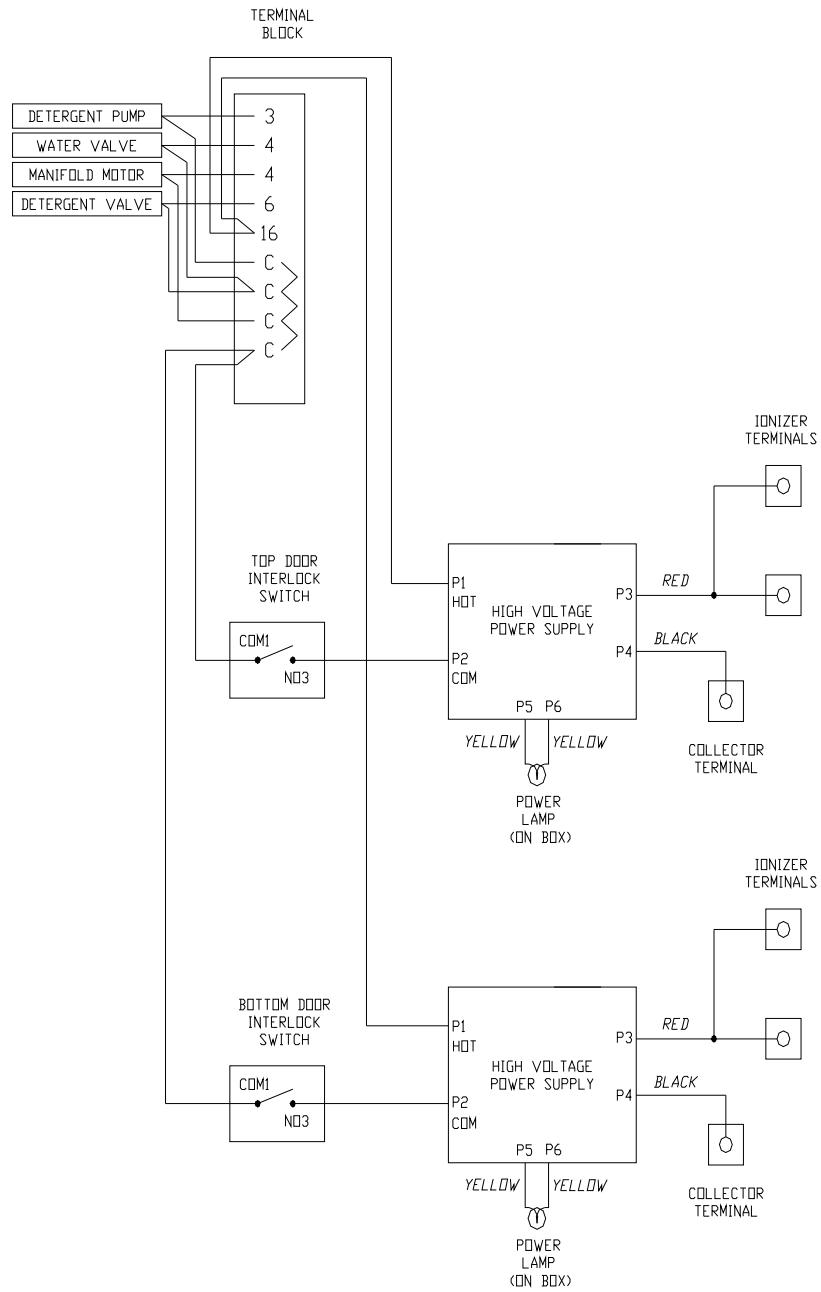 TERMINAL
BLOCK
DETERGENT PUMP
3
WATER VALVE
4
MANIFOLD MOTOR
4
DETERGENT VALVE
6
16
C
C
C
C
IONIZER
TERMINALS
TOP DOOR
INTERLOCK
SWITCH
COM1
NO3
P1
HOT
HIGH VOLTAGE
POWER SUPPLY
P2
COM
P3
RED
P4
BLACK
P5 P6
YELLOW
YELLOW
COLLECTOR
TERMINAL
POWER
LAMP
(ON BOX)
IONIZER
TERMINALS
BOTTOM DOOR
INTERLOCK
SWITCH
COM1
NO3
P1
HOT
HIGH VOLTAGE
POWER SUPPLY
P2
COM
P3
RED
P4
BLACK
P5 P6
YELLOW
YELLOW
COLLECTOR
TERMINAL
POWER
LAMP
(ON BOX)